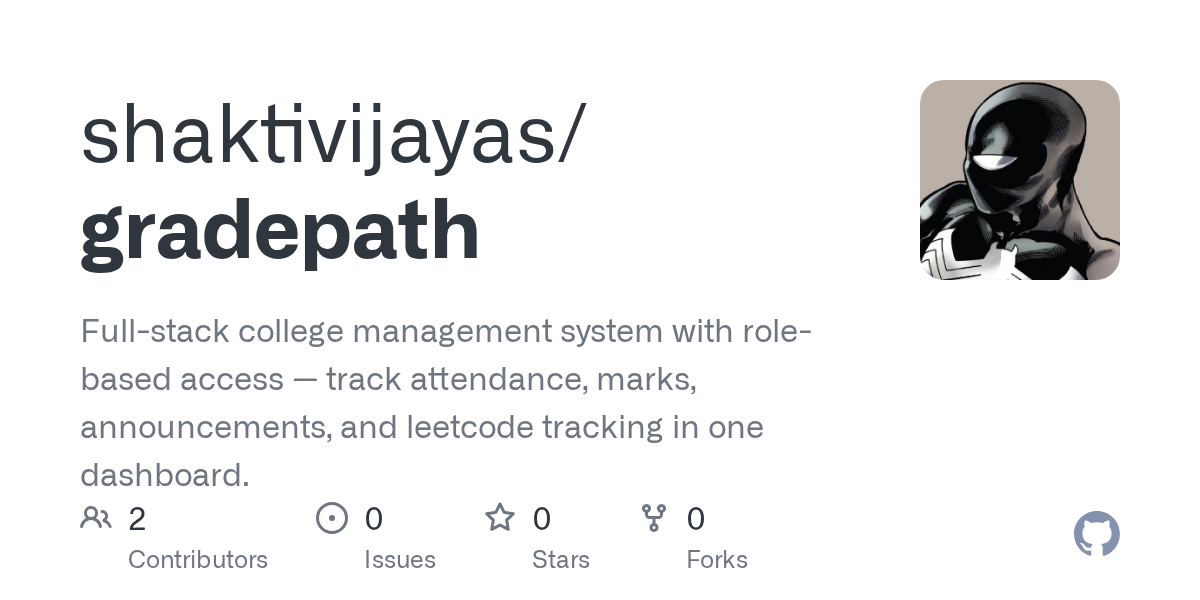 shaktivijayas/
gradepath
Full-stack college management system with role-
based access — track attendance, marks,
announcements, and leetcode tracking in one
dashboard.
2 0 0 0
Contributors Issues Stars Forks